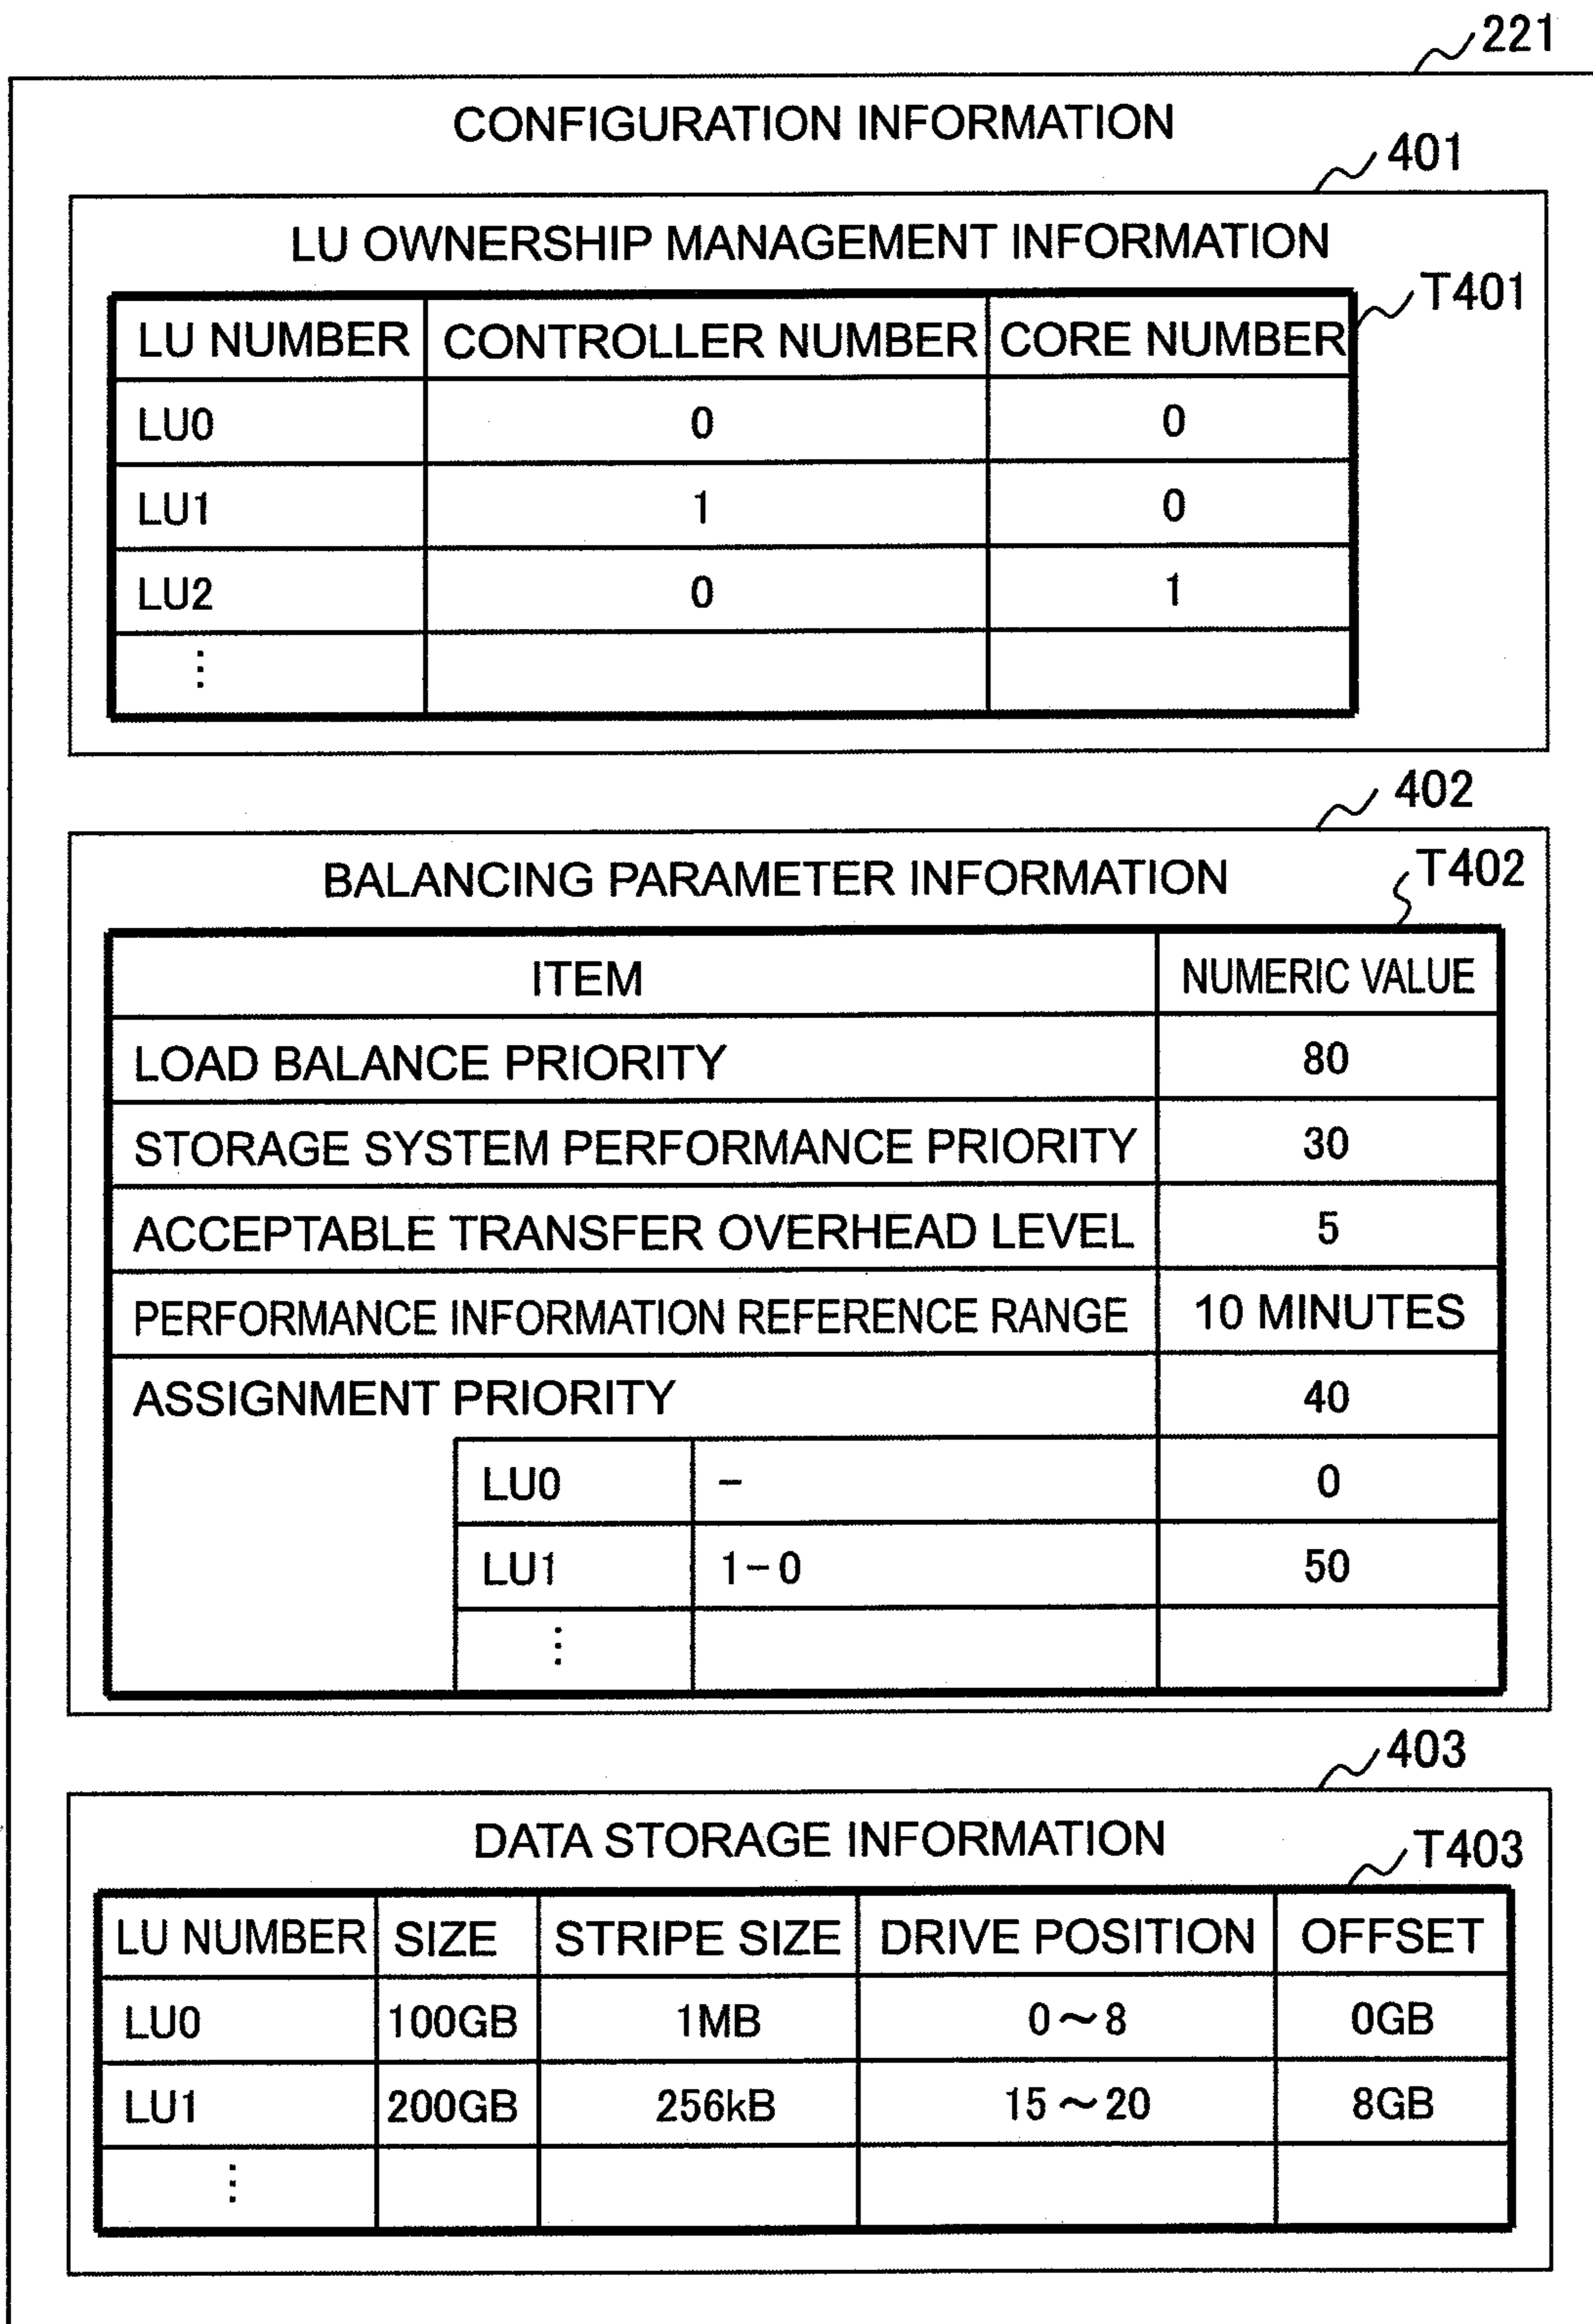 221
CONFIGURATION INFORMATION
401
LU OWNERSHIP MANAGEMENT INFORMATION
T401
LU NUMBER CONTROLLER NUMBER CORE NUMBER
LU0 0 0
LU1 1 0
LU2 0 1
⋮
402
BALANCING PARAMETER INFORMATION
T402
ITEM NUMERIC VALUE
LOAD BALANCE PRIORITY 80
STORAGE SYSTEM PERFORMANCE PRIORITY 30
ACCEPTABLE TRANSFER OVERHEAD LEVEL 5
PERFORMANCE INFORMATION REFERENCE RANGE 10 MINUTES
ASSIGNMENT PRIORITY 40
LU0 - 0
LU1 1-0 50
⋮
403
DATA STORAGE INFORMATION
T403
LU NUMBER SIZE STRIPE SIZE DRIVE POSITION OFFSET
LU0 100GB 1MB 0～8 0GB
LU1 200GB 256kB 15～20 8GB
⋮